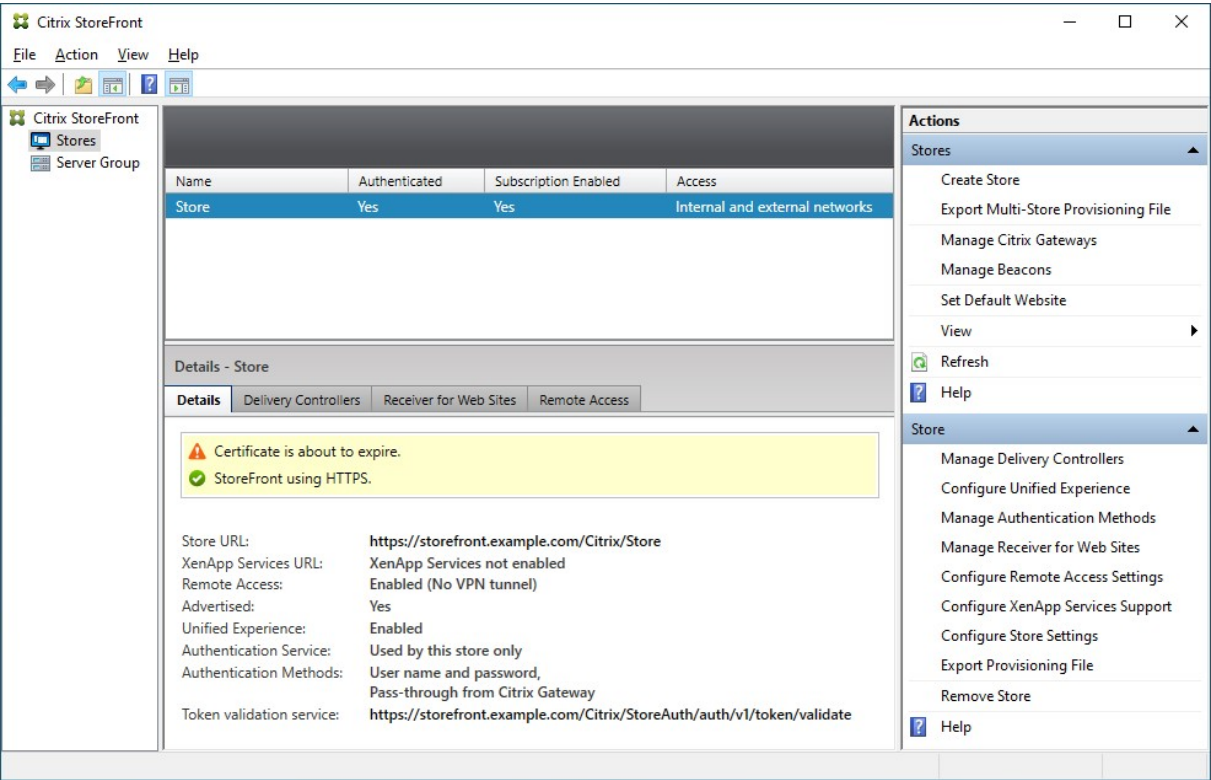 Citrix StoreFront
File Action View Help
Citrix StoreFront
Stores
Server Group
Name Authenticated Subscription Enabled Access
Store Yes Yes Internal and external networks
Details - Store
Details Delivery Controllers Receiver for Web Sites Remote Access
Certificate is about to expire.
StoreFront using HTTPS.
Store URL: https://storefront.example.com/Citrix/Store
XenApp Services URL: XenApp Services not enabled
Remote Access: Enabled (No VPN tunnel)
Advertised: Yes
Unified Experience: Enabled
Authentication Service: Used by this store only
Authentication Methods: User name and password,
Pass-through from Citrix Gateway
Token validation service: https://storefront.example.com/Citrix/StoreAuth/auth/v1/token/validate
Actions
Stores
Create Store
Export Multi-Store Provisioning File
Manage Citrix Gateways
Manage Beacons
Set Default Website
View
Refresh
Help
Store
Manage Delivery Controllers
Configure Unified Experience
Manage Authentication Methods
Manage Receiver for Web Sites
Configure Remote Access Settings
Configure XenApp Services Support
Configure Store Settings
Export Provisioning File
Remove Store
Help